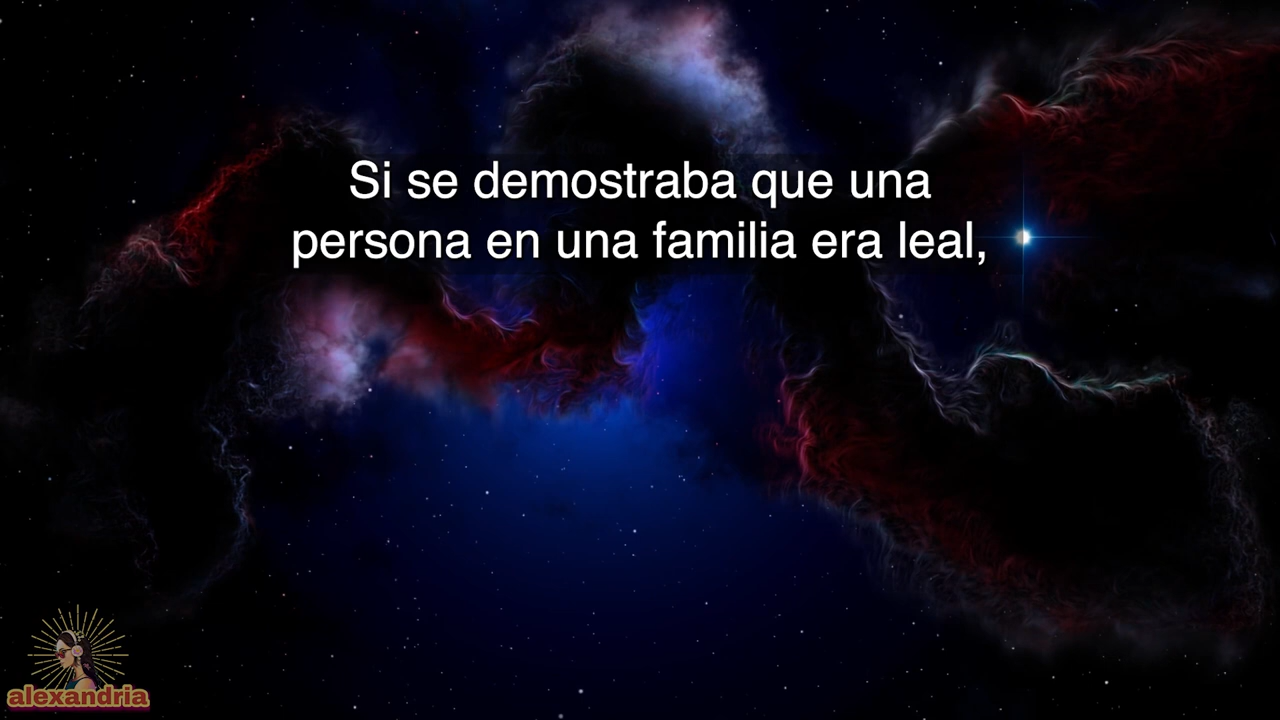 Si se demostraba que una
persona en una familia era leal,
alexandria